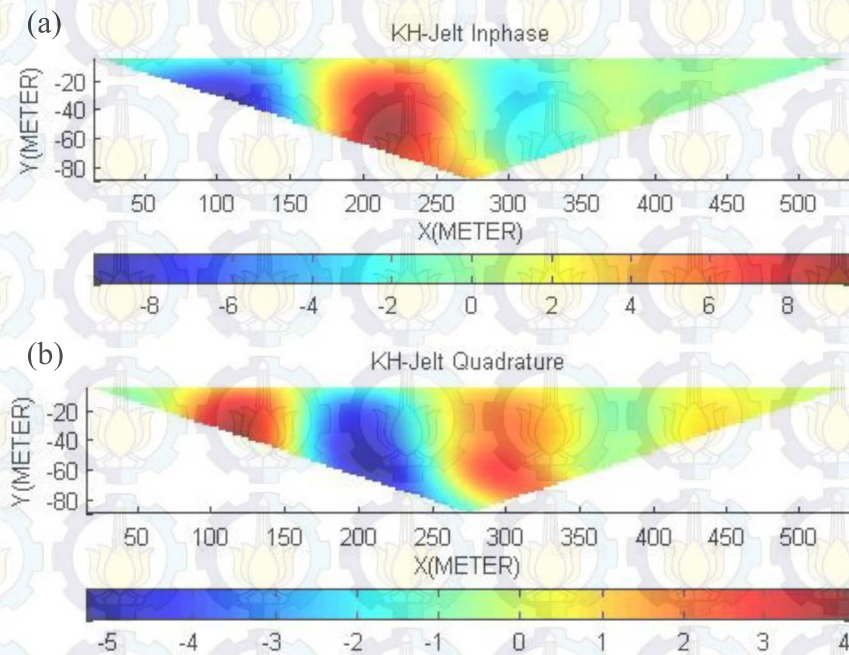 (a)
KH-Jelt Inphase
Y(METER)
-20
-40
-60
-80
50 100 150 200 250 300 350 400 450 500
X(METER)
-8 -6 -4 -2 0 2 4 6 8
(b)
KH-Jelt Quadrature
Y(METER)
-20
-40
-60
-80
50 100 150 200 250 300 350 400 450 500
X(METER)
-5 -4 -3 -2 -1 0 1 2 3 4